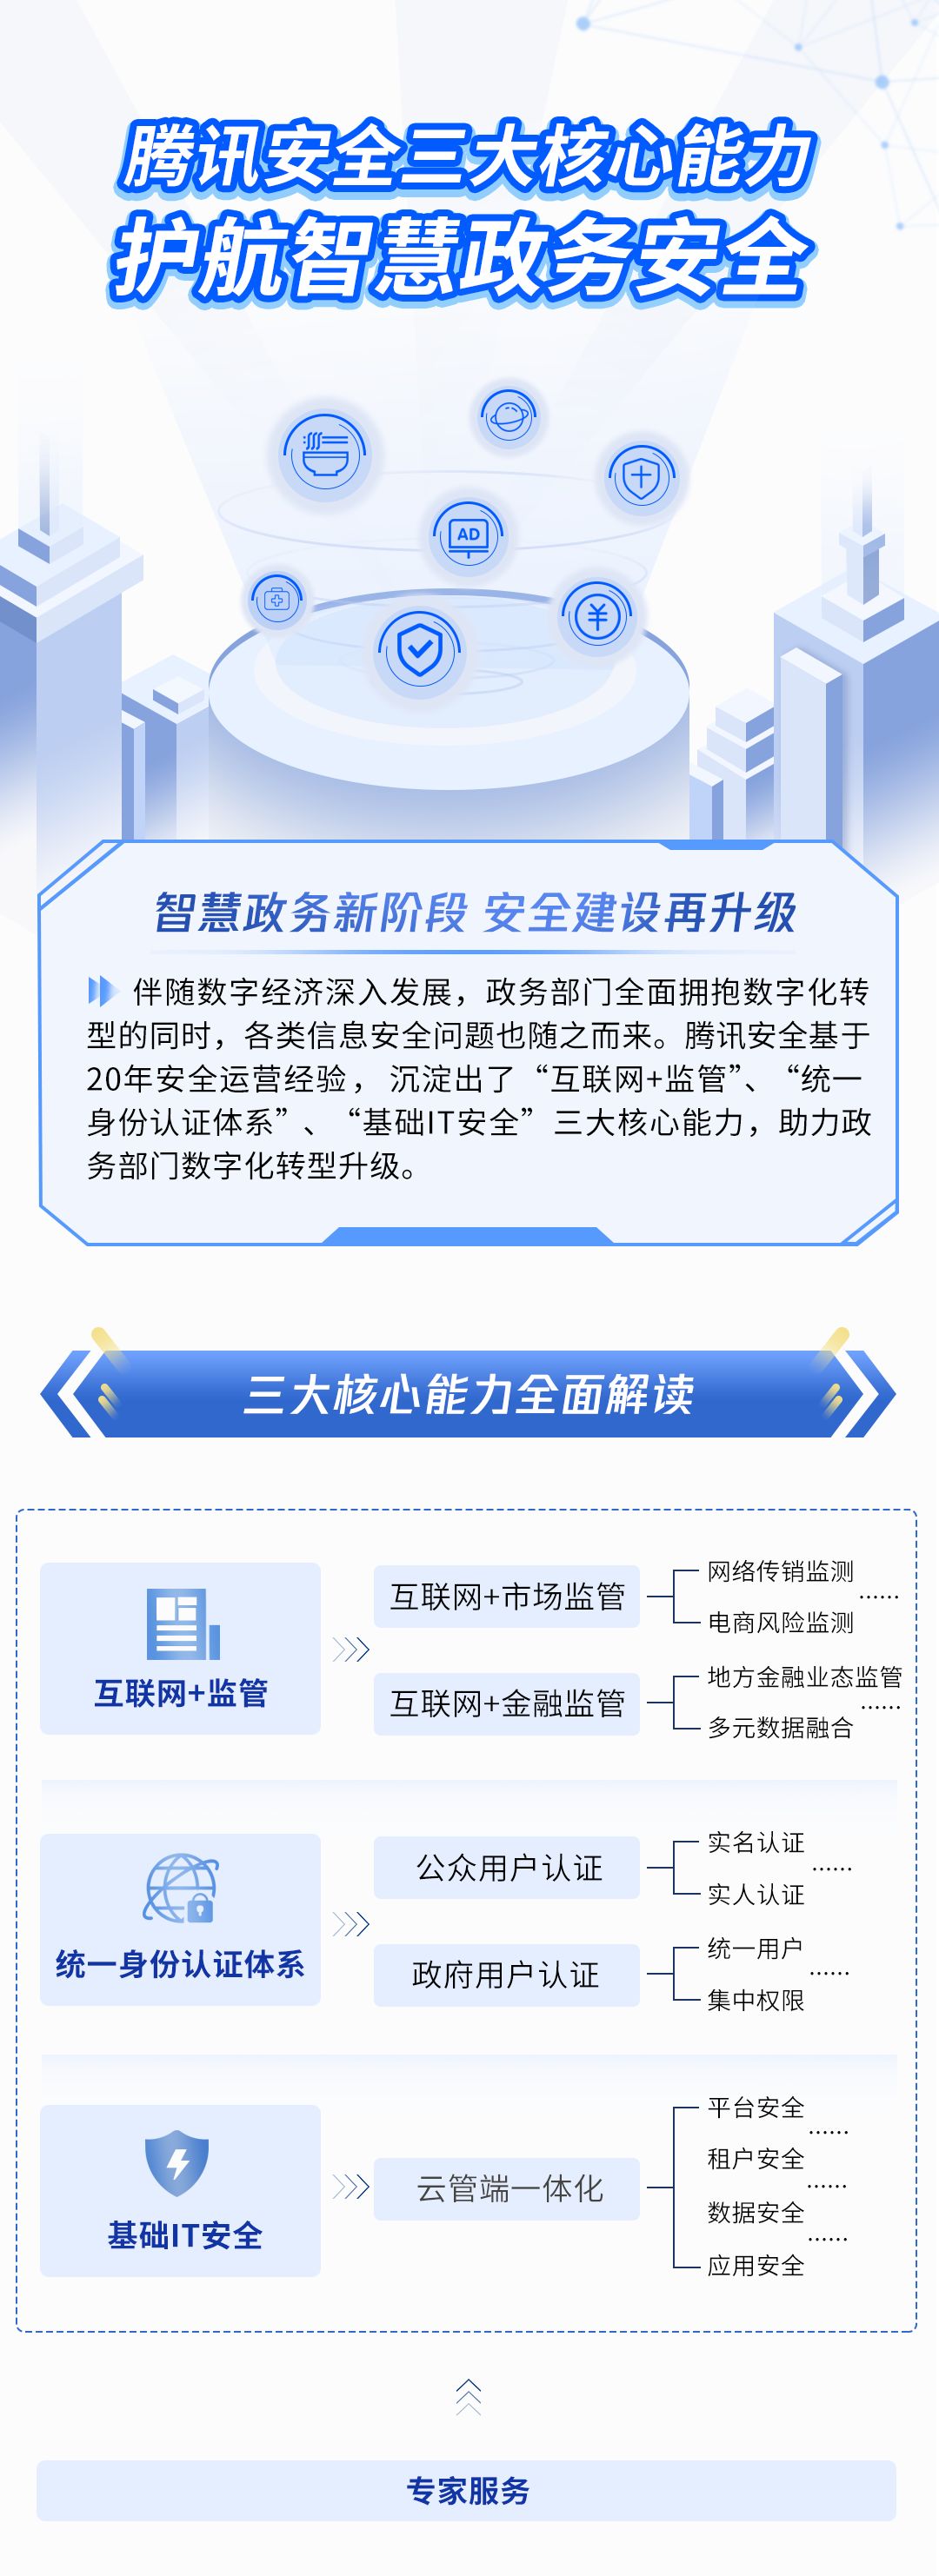 腾讯安全三大核心能力
护航智慧政务安全
AD
智慧政务新阶段 安全建设再升级
伴随数字经济深入发展，政务部门全面拥抱数字化转
型的同时，各类信息安全问题也随之而来。腾讯安全基于
20年安全运营经验， 沉淀出了“互联网+监管”、“统一
身份认证体系”、“基础IT安全”三大核心能力，助力政
务部门数字化转型升级。
三大核心能力全面解读
互联网+监管
互联网+市场监管
网络传销监测
......
电商风险监测
互联网+金融监管
地方金融业态监管
......
多元数据融合
统一身份认证体系
公众用户认证
实名认证
......
实人认证
政府用户认证
统一用户
......
集中权限
基础IT安全
云管端一体化
平台安全
......
租户安全
......
数据安全
......
应用安全
专家服务